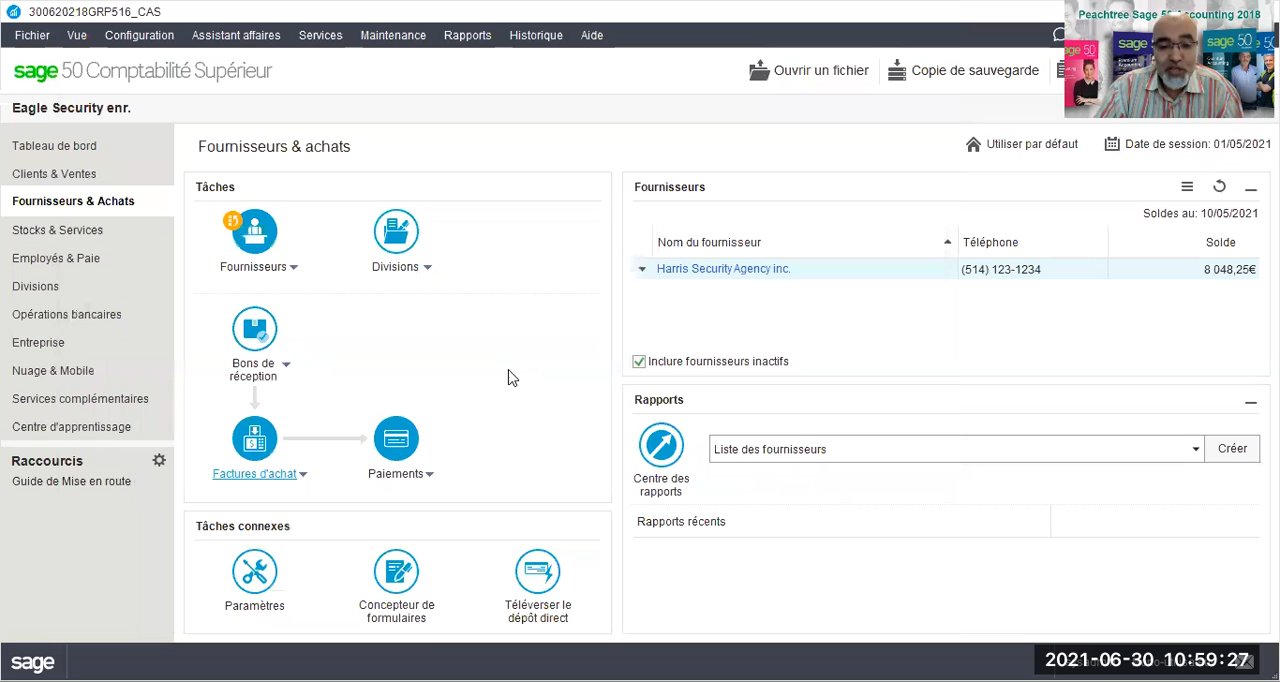 300620218GRP516_CAS
Fichier Vue Configuration Assistant affaires Services Maintenance Rapports Historique Aide
Peachtree Sage 50 Accounting 2018
sage 50 Comptabilité Supérieur
Ouvrir un fichier
Copie de sauvegarde
Eagle Security enr.
Tableau de bord
Clients & Ventes
Fournisseurs & Achats
Stocks & Services
Employés & Paie
Divisions
Opérations bancaires
Entreprise
Nuage & Mobile
Services complémentaires
Centre d'apprentissage
Raccourcis
Guide de Mise en route
Fournisseurs & achats
Utiliser par défaut
Date de session: 01/05/2021
Tâches
Fournisseurs
Divisions
Bons de
réception
Factures d'achat
Paiements
Tâches connexes
Paramètres
Concepteur de
formulaires
Téléverser le
dépôt direct
Fournisseurs
Soldes au: 10/05/2021
Nom du fournisseur Téléphone Solde
Harris Security Agency inc. (514) 123-1234 8 048,25€
Inclure fournisseurs inactifs
Rapports
Centre des
rapports
Liste des fournisseurs
Créer
Rapports récents
sage
2021-06-30 10:59:27